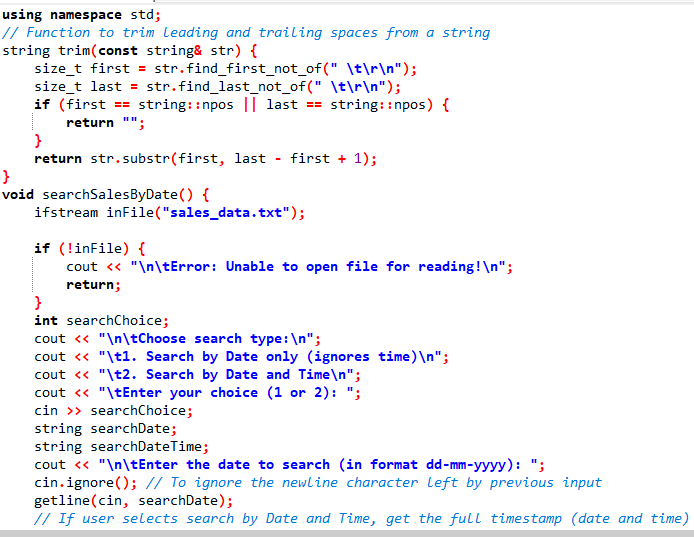 using namespace std;
// Function to trim leading and trailing spaces from a string
string trim(const string& str) {
    size_t first = str.find_first_not_of(" \t\r\n");
    size_t last = str.find_last_not_of(" \t\r\n");
    if (first == string::npos || last == string::npos) {
        return "";
    }
    return str.substr(first, last - first + 1);
}
void searchSalesByDate() {
    ifstream inFile("sales_data.txt");

    if (!inFile) {
        cout << "\n\tError: Unable to open file for reading!\n";
        return;
    }
    int searchChoice;
    cout << "\n\tChoose search type:\n";
    cout << "\t1. Search by Date only (ignores time)\n";
    cout << "\t2. Search by Date and Time\n";
    cout << "\tEnter your choice (1 or 2): ";
    cin >> searchChoice;
    string searchDate;
    string searchDateTime;
    cout << "\n\tEnter the date to search (in format dd-mm-yyyy): ";
    cin.ignore(); // To ignore the newline character left by previous input
    getline(cin, searchDate);
    // If user selects search by Date and Time, get the full timestamp (date and time)